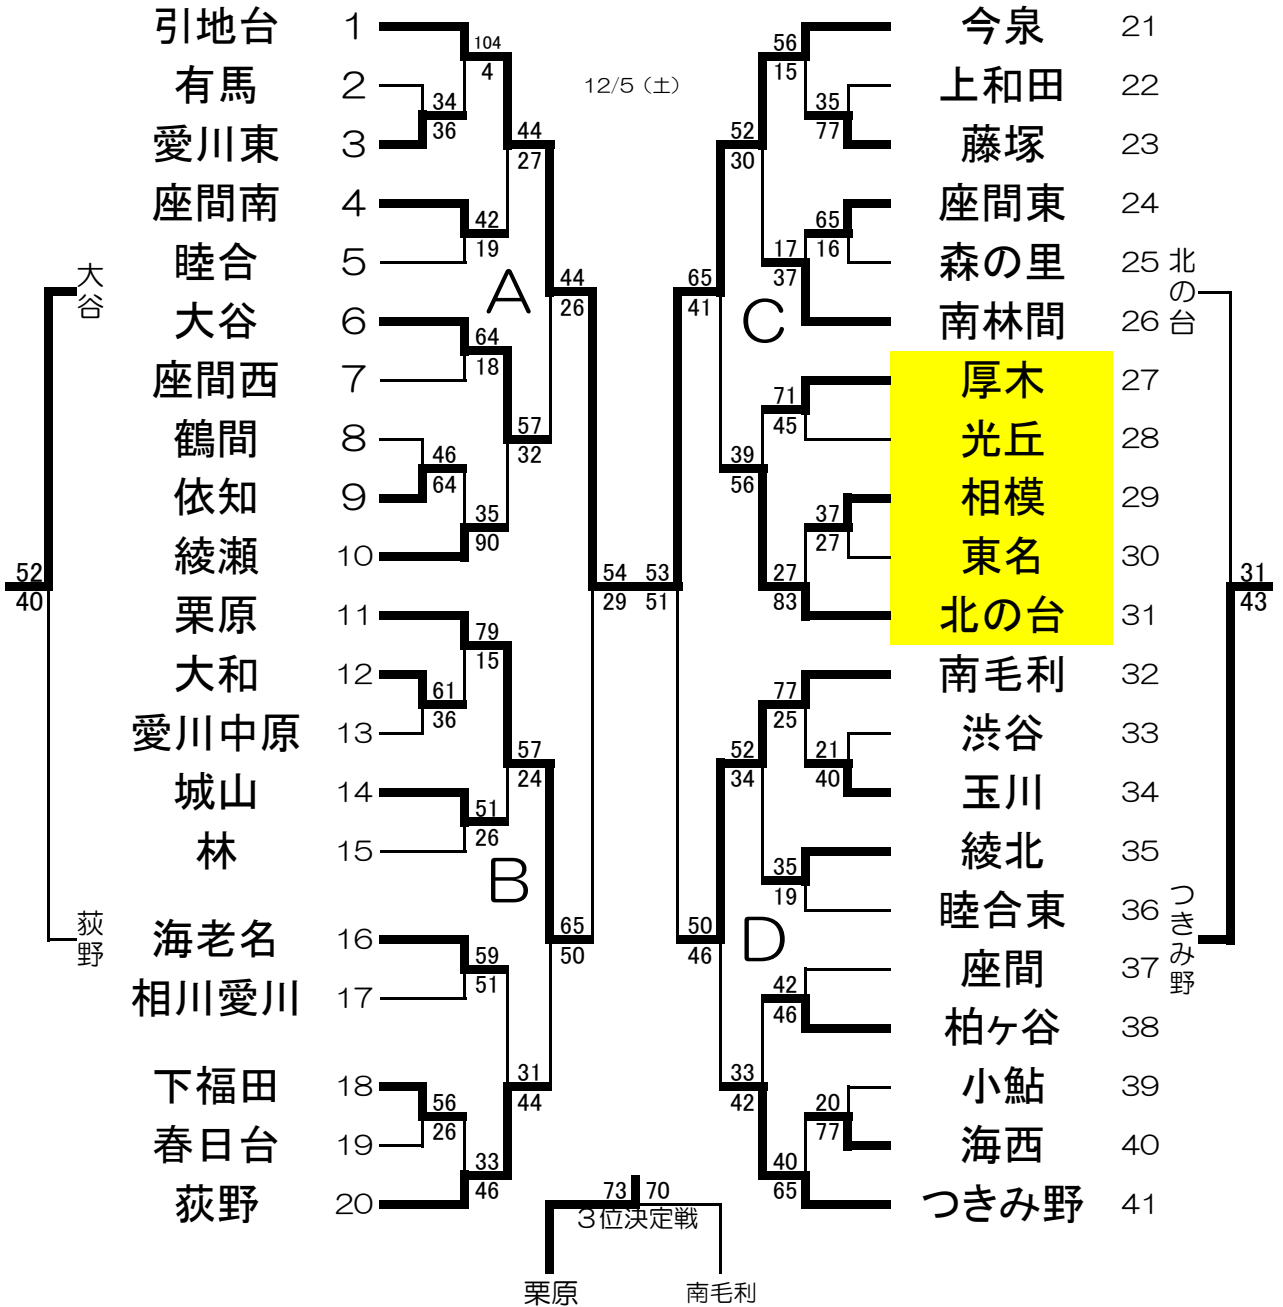 引地台 1
有馬 2
愛川東 3
座間南 4
睦合 5
大谷 6
座間西 7
鶴間 8
依知 9
綾瀬 10
栗原 11
大和 12
愛川中原 13
城山 14
林 15
海老名 16
相川愛川 17
下福田 18
春日台 19
荻野 20
104
4
34
36
44
27
42
19
44
26
64
18
57
32
46
64
35
90
79
15
61
36
57
24
51
26
65
50
59
51
31
44
56
26
33
46
A
B
大谷
52
40
荻野
12/5（土）
54
29
53
51
73 70
3位決定戦
栗原
南毛利
56
15
35
77
52
30
65
16
17
37
65
41
71
45
39
56
37
27
27
83
77
25
21
40
52
34
35
19
50
46
42
46
33
42
20
77
40
65
C
D
今泉 21
上和田 22
藤塚 23
座間東 24
森の里 25
南林間 26
厚木 27
光丘 28
相模 29
東名 30
北の台 31
南毛利 32
渋谷 33
玉川 34
綾北 35
睦合東 36
座間 37
柏ヶ谷 38
小鮎 39
海西 40
つきみ野 41
北の台
31
43
つきみ野